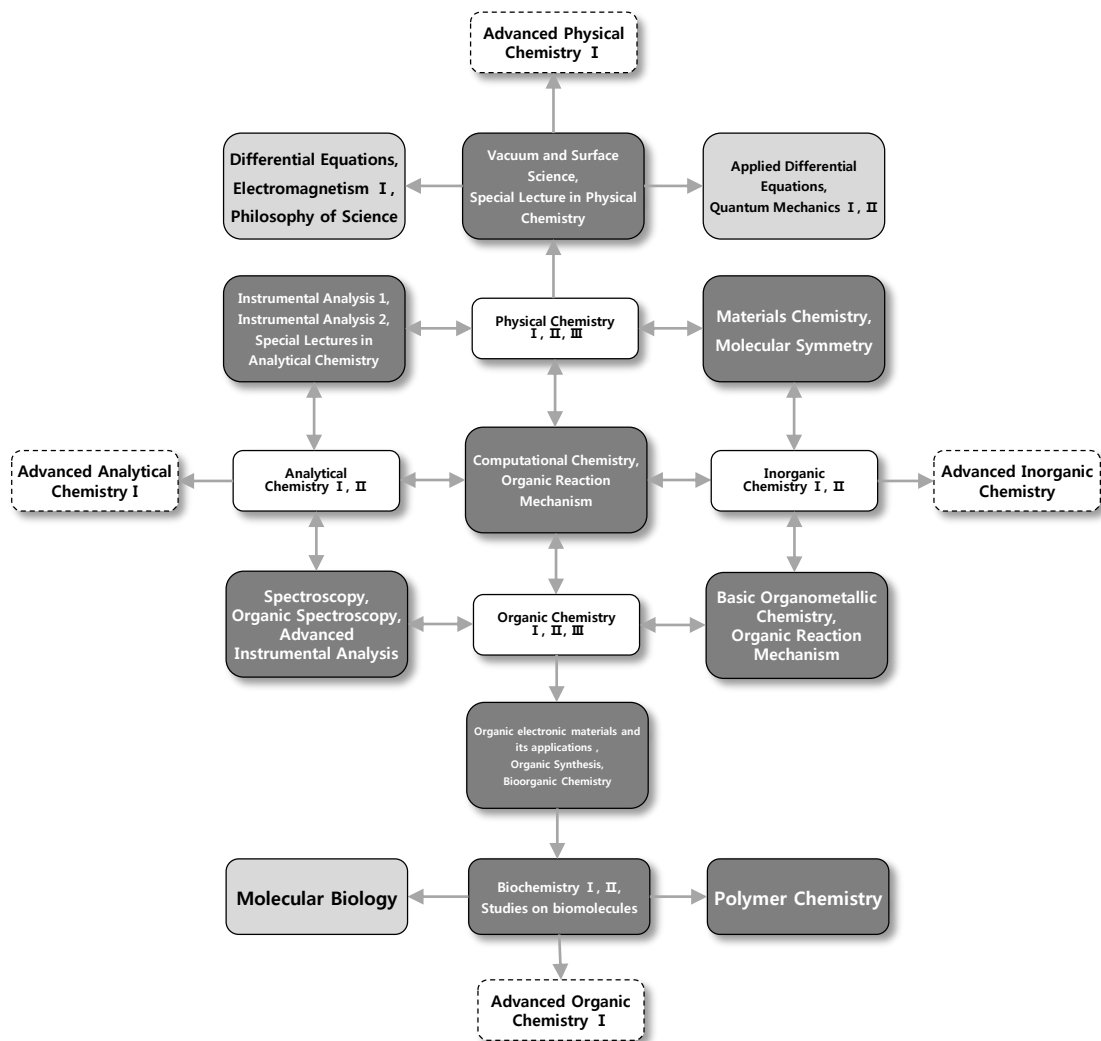 Advanced Physical
Chemistry Ⅰ
Differential Equations,
Electromagnetism Ⅰ,
Philosophy of Science
Vacuum and Surface
Science,
Special Lecture in Physical
Chemistry
Applied Differential
Equations,
Quantum Mechanics Ⅰ, Ⅱ
Instrumental Analysis 1,
Instrumental Analysis 2,
Special Lectures in
Analytical Chemistry
Physical Chemistry
Ⅰ, Ⅱ, Ⅲ
Materials Chemistry,
Molecular Symmetry
Advanced Analytical
Chemistry Ⅰ
Analytical
Chemistry Ⅰ, Ⅱ
Computational Chemistry,
Organic Reaction
Mechanism
Inorganic
Chemistry Ⅰ, Ⅱ
Advanced Inorganic
Chemistry
Spectroscopy,
Organic Spectroscopy,
Advanced
Instrumental Analysis
Organic Chemistry
Ⅰ, Ⅱ, Ⅲ
Basic Organometallic
Chemistry,
Organic Reaction
Mechanism
Organic electronic materials and
its applications ,
Organic Synthesis,
Bioorganic Chemistry
Molecular Biology
Biochemistry Ⅰ, Ⅱ,
Studies on biomolecules
Polymer Chemistry
Advanced Organic
Chemistry Ⅰ